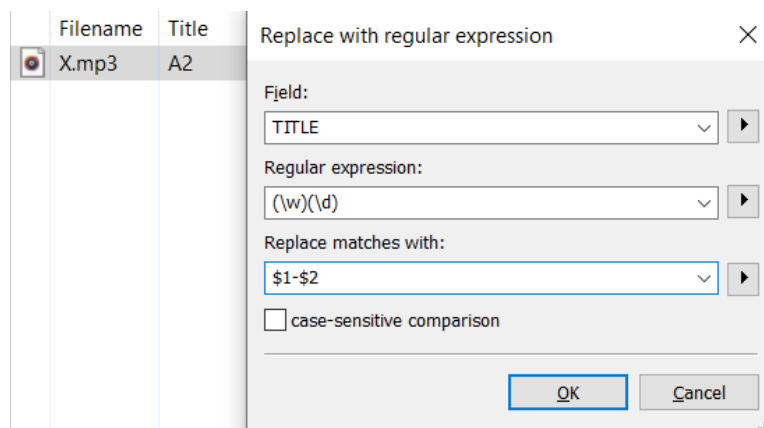 Filename Title
X.mp3 A2
Replace with regular expression
Field:
TITLE
Regular expression:
(\w)(\d)
Replace matches with:
$1-$2
case-sensitive comparison
OK Cancel